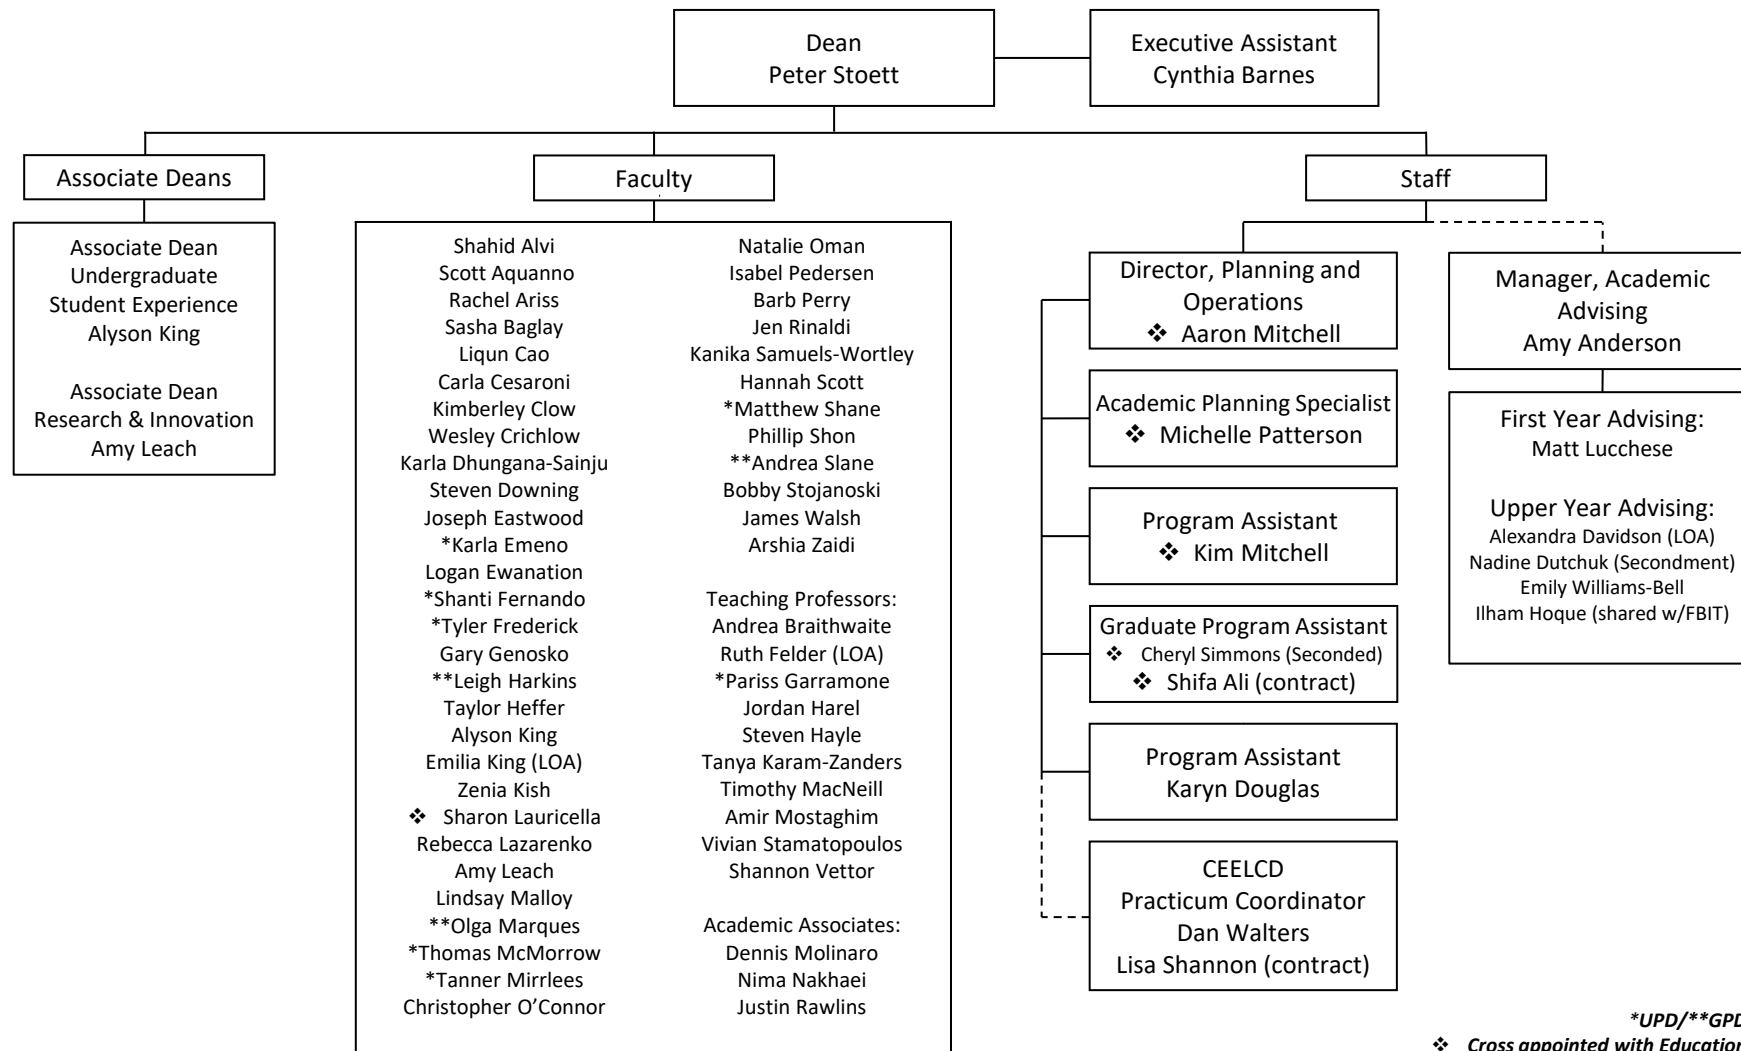 Dean
Peter Stoett
Executive Assistant
Cynthia Barnes
Associate Deans
Faculty
Staff
Associate Dean
Undergraduate
Student Experience
Alyson King
Associate Dean
Research & Innovation
Amy Leach
Shahid Alvi
Scott Aquanno
Rachel Ariss
Sasha Baglay
Liqun Cao
Carla Cesaroni
Kimberley Clow
Wesley Crichlow
Karla Dhungana-Sainju
Steven Downing
Joseph Eastwood
*Karla Emeno
Logan Ewanation
*Shanti Fernando
*Tyler Frederick
Gary Genosko
**Leigh Harkins
Taylor Heffer
Alyson King
Emilia King (LOA)
Zenia Kish
❖ Sharon Lauricella
Rebecca Lazarenko
Amy Leach
Lindsay Malloy
**Olga Marques
*Thomas McMorrow
*Tanner Mirrlees
Christopher O’Connor
Natalie Oman
Isabel Pedersen
Barb Perry
Jen Rinaldi
Kanika Samuels-Wortley
Hannah Scott
*Matthew Shane
Phillip Shon
**Andrea Slane
Bobby Stojanoski
James Walsh
Arshia Zaidi
Teaching Professors:
Andrea Braithwaite
Ruth Felder (LOA)
*Pariss Garramone
Jordan Harel
Steven Hayle
Tanya Karam-Zanders
Timothy MacNeill
Amir Mostaghim
Vivian Stamatopoulos
Shannon Vettor
Academic Associates:
Dennis Molinaro
Nima Nakhaei
Justin Rawlins
Director, Planning and
Operations
❖ Aaron Mitchell
Academic Planning Specialist
❖ Michelle Patterson
Program Assistant
❖ Kim Mitchell
Graduate Program Assistant
❖ Cheryl Simmons (Seconded)
❖ Shifa Ali (contract)
Program Assistant
Karyn Douglas
CEELCD
Practicum Coordinator
Dan Walters
Lisa Shannon (contract)
Manager, Academic
Advising
Amy Anderson
First Year Advising:
Matt Lucchese
Upper Year Advising:
Alexandra Davidson (LOA)
Nadine Dutchuk (Secondment)
Emily Williams-Bell
Ilham Hoque (shared w/FBIT)
*UPD/**GPD
❖ Cross appointed with Education